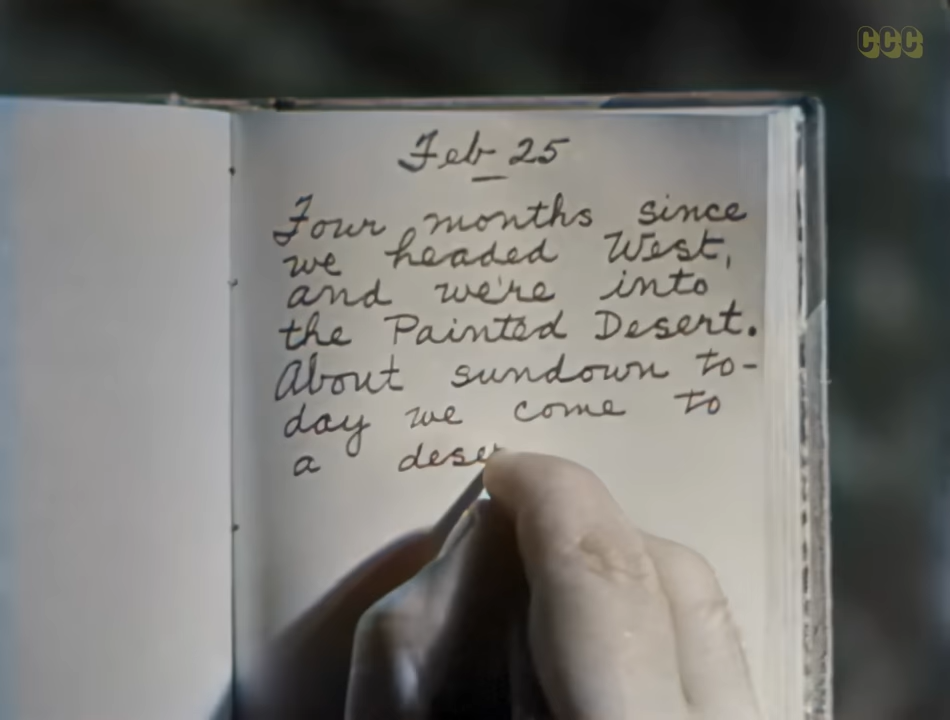 CCC
Feb 25
Four months since
we headed West,
and we're into
the Painted Desert.
About sundown to-
day we come to
a